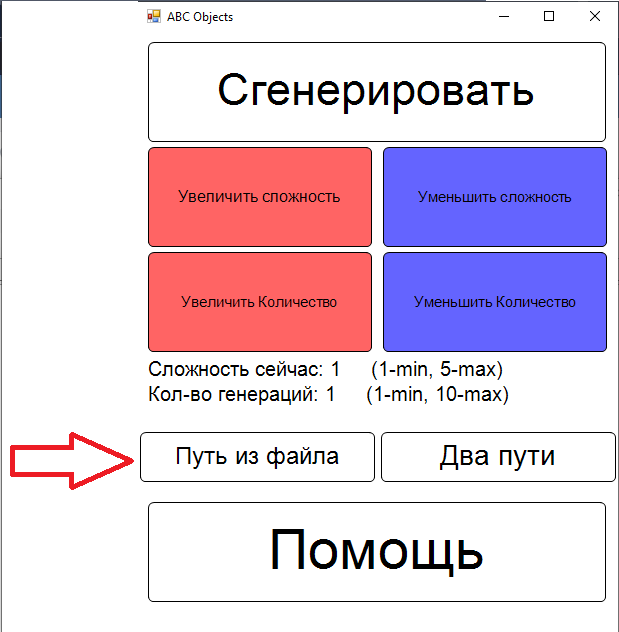 ABC Objects
Сгенерировать
Увеличить сложность
Уменьшить сложность
Увеличить Количество
Уменьшить Количество
Сложность сейчас: 1 (1-min, 5-max)
Кол-во генераций: 1 (1-min, 10-max)
Путь из файла
Два пути
Помощь